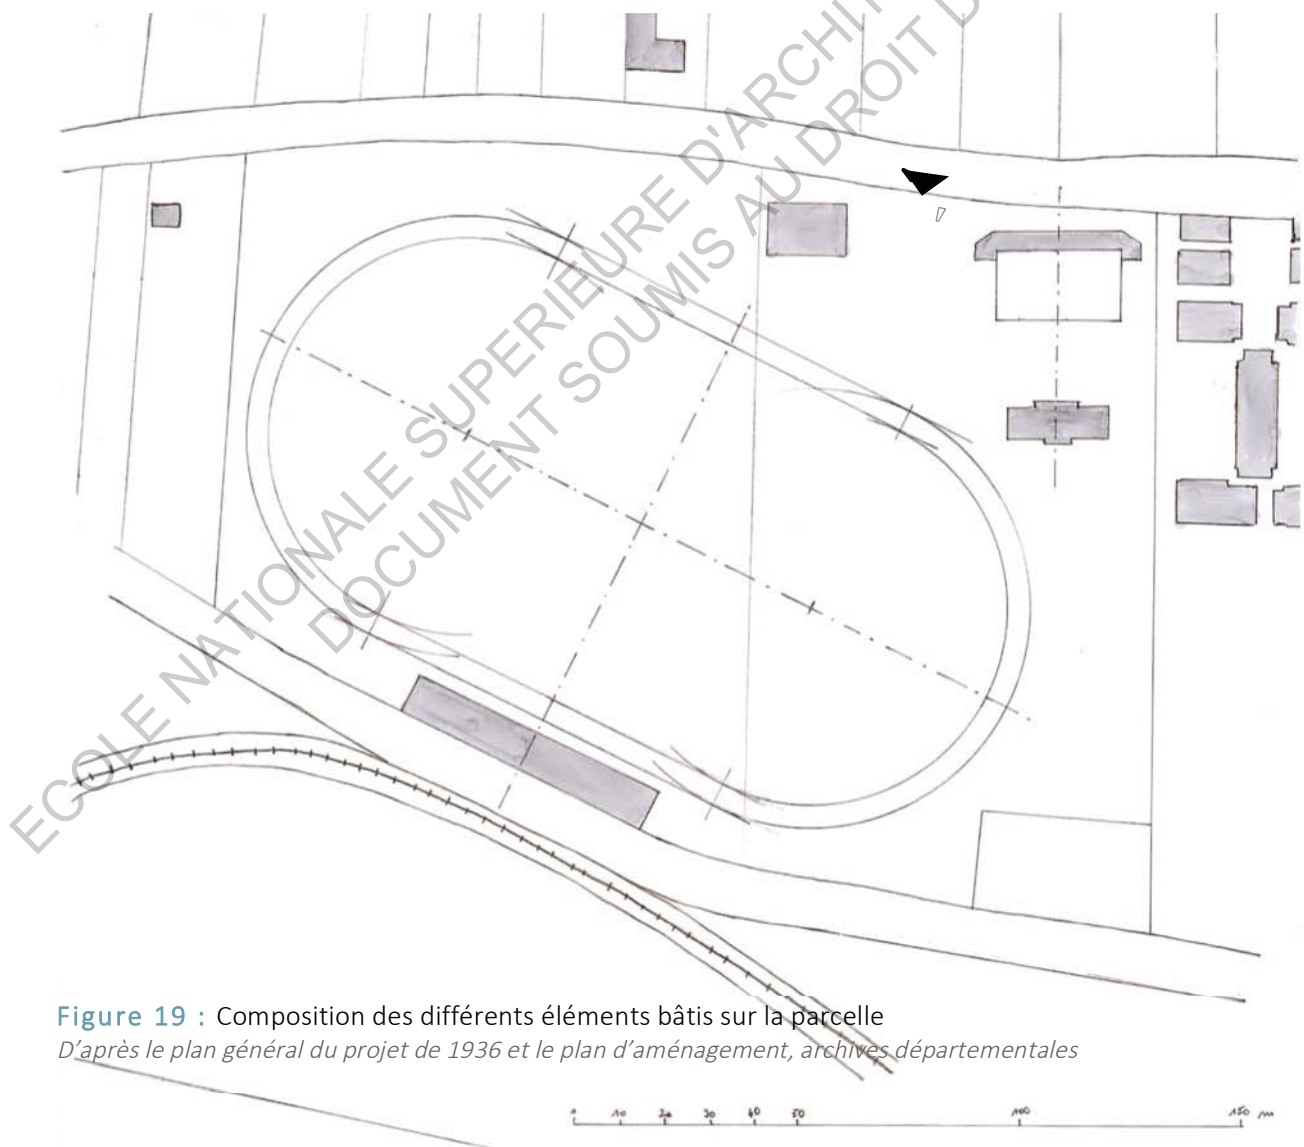 ECOLE NATIONALE SUPERIEURE D'ARCHIT
DOCUMENT SOUMIS AU DROIT D
Figure 19 : Composition des différents éléments bâtis sur la parcelle
D'après le plan général du projet de 1936 et le plan d'aménagement, archives départementales
0 10 20 30 40 50 100 150 m